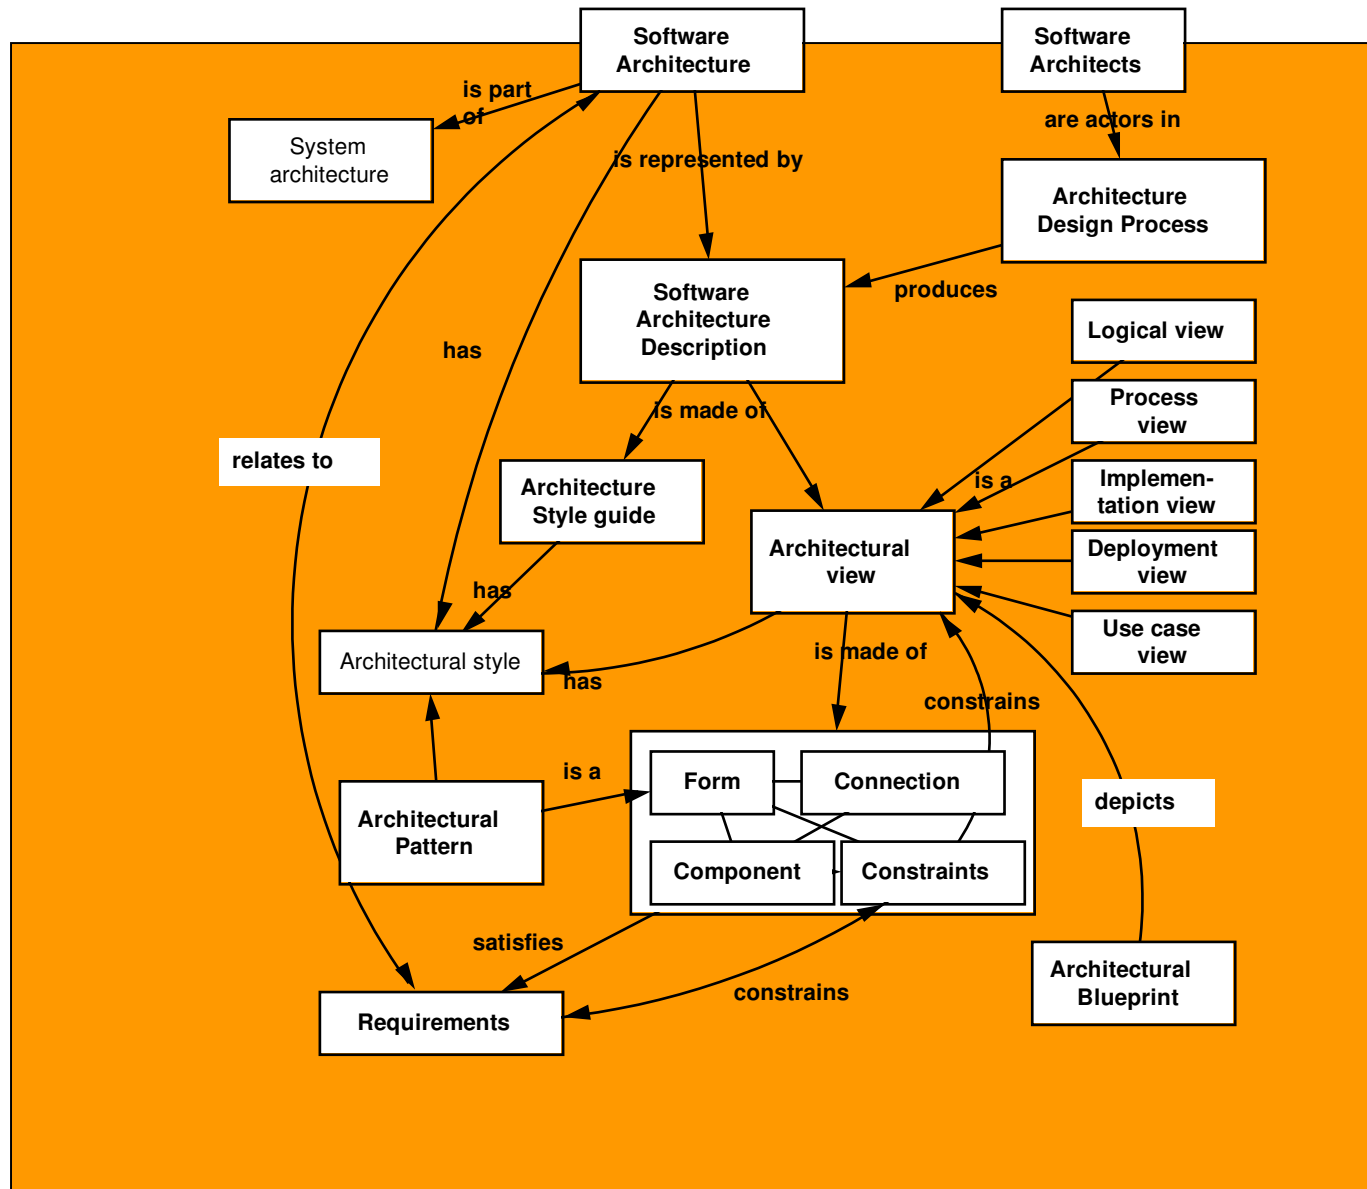 Software
Architecture
Software
Architects
is part
of
are actors in
System
architecture
is represented by
Architecture
Design Process
produces
Software
Architecture
Description
Logical view
has
Process
view
is made of
relates to
is a
Implemen-
tation view
Architecture
Style guide
Architectural
view
Deployment
view
has
Use case
view
Architectural style
is made of
has
constrains
is a
Form
Connection
depicts
Architectural
Pattern
Component
Constraints
satisfies
constrains
Architectural
Blueprint
Requirements